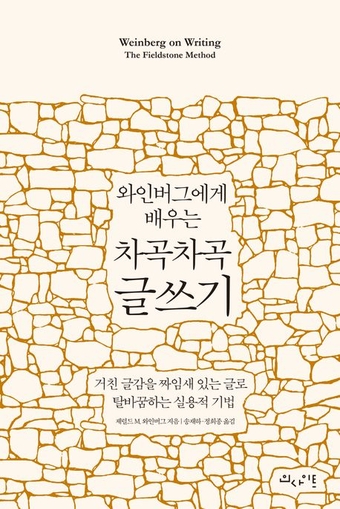 Weinberg on Writing
The Fieldstone Method
와인버그에게
배우는
차곡차곡
글쓰기
거친 글감을 짜임새 있는 글로
탈바꿈하는 실용적 기법
제럴드 M. 와인버그 지음 | 송재하·정희종 옮김
인사이트